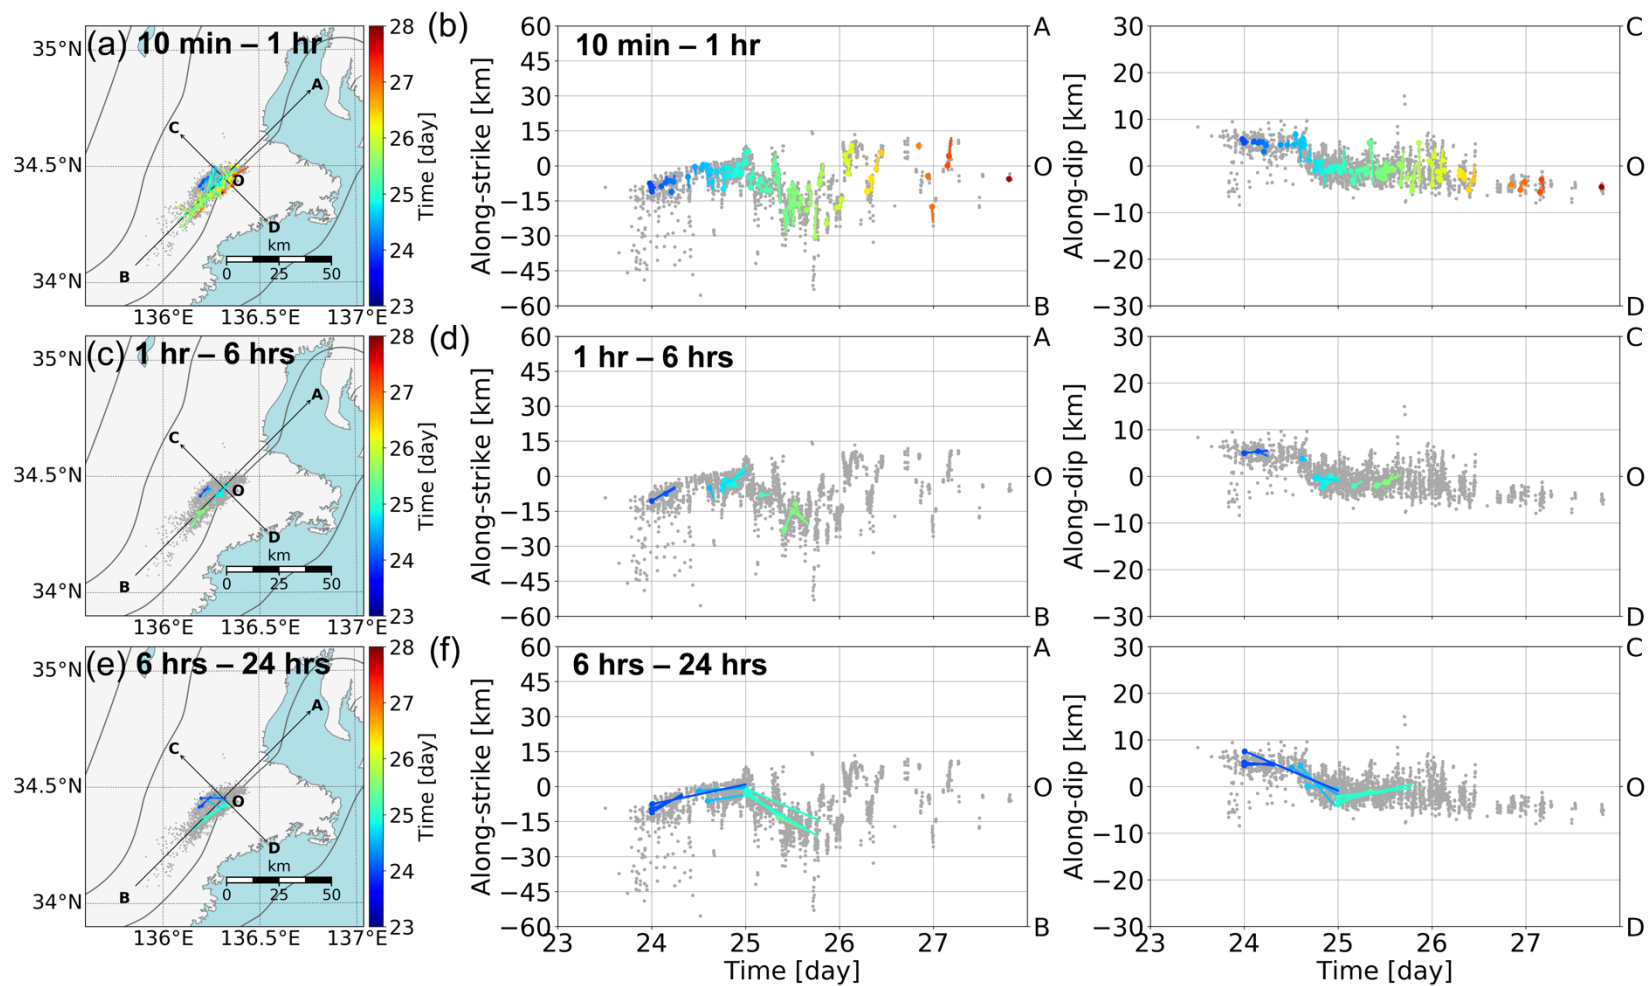 (a) 10 min – 1 hr
35°N
34.5°N
34°N
136°E 136.5°E 137°E
A
B
C
D
O
km
0 25 50
28
27
26
25
24
23
Time [day]
(b)
10 min – 1 hr
60
45
30
15
0
−15
−30
−45
−60
Along-strike [km]
A
B
30
20
10
0
−10
−20
−30
Along-dip [km]
C
O
D
(c) 1 hr – 6 hrs
35°N
34.5°N
34°N
136°E 136.5°E 137°E
A
B
C
D
O
km
0 25 50
28
27
26
25
24
23
Time [day]
(d)
1 hr – 6 hrs
60
45
30
15
0
−15
−30
−45
−60
Along-strike [km]
A
B
30
20
10
0
−10
−20
−30
Along-dip [km]
C
O
D
(e) 6 hrs – 24 hrs
35°N
34.5°N
34°N
136°E 136.5°E 137°E
A
B
C
D
O
km
0 25 50
28
27
26
25
24
23
Time [day]
(f)
6 hrs – 24 hrs
60
45
30
15
0
−15
−30
−45
−60
Along-strike [km]
A
B
23 24 25 26 27
Time [day]
30
20
10
0
−10
−20
−30
Along-dip [km]
C
O
D
23 24 25 26 27
Time [day]